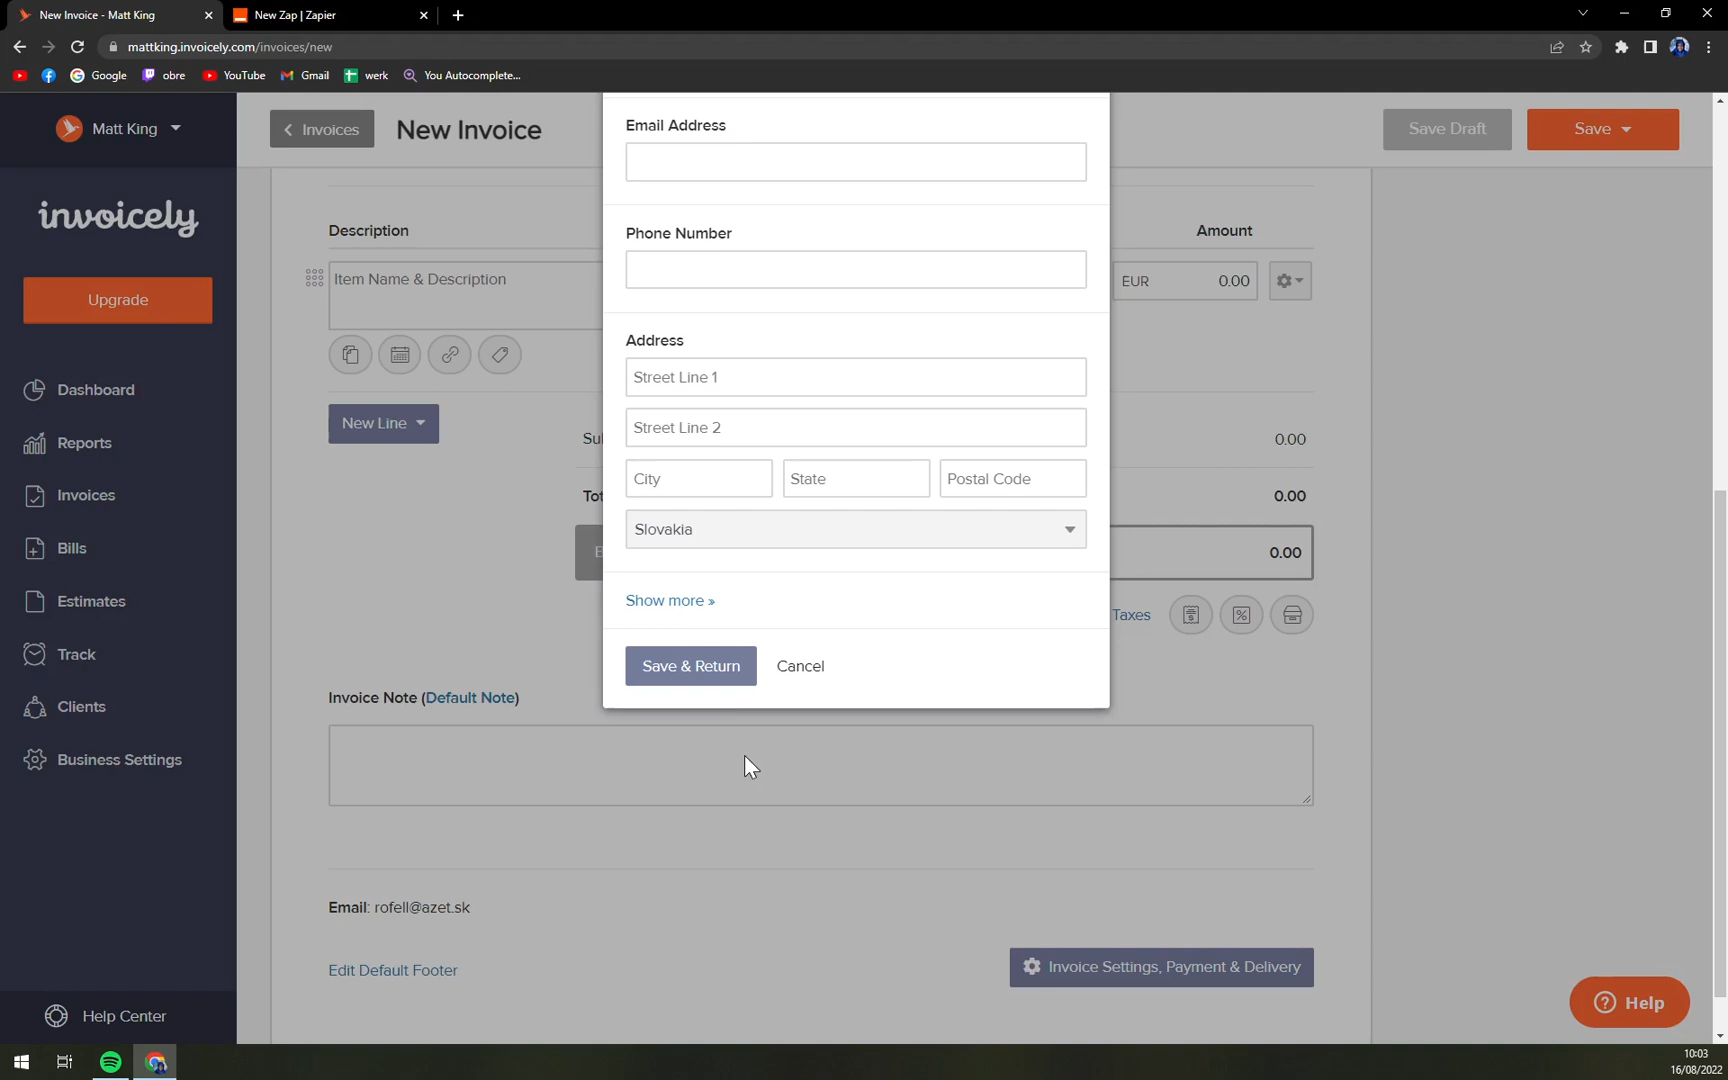 New Invoice - Matt King
New Zap | Zapier
mattking.invoicely.com/invoices/new
Google
obre
YouTube
Gmail
werk
You Autocomplete...
Matt King
Invoices
New Invoice
Save Draft
Save
invoicely
Upgrade
Dashboard
Reports
Invoices
Bills
Estimates
Track
Clients
Business Settings
Help Center
Email Address
Phone Number
Address
Street Line 1
Street Line 2
City
State
Postal Code
Slovakia
Show more »
Save & Return
Cancel
Description
Amount
Item Name & Description
EUR
0.00
New Line
Su
0.00
Tot
0.00
0.00
Taxes
Invoice Note (Default Note)
Email: rofell@azet.sk
Edit Default Footer
Invoice Settings, Payment & Delivery
Help
10:03
16/08/2022